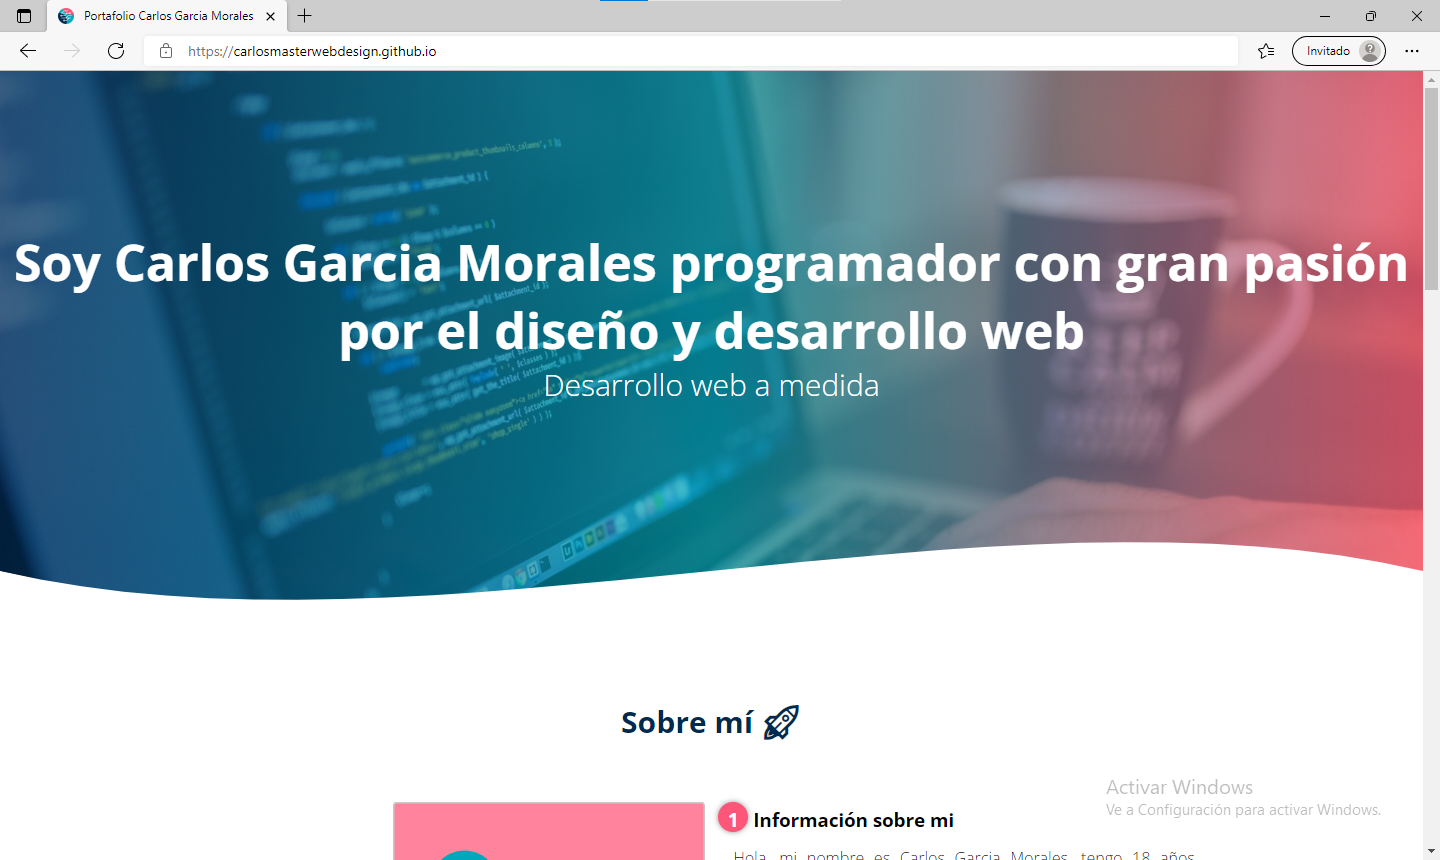 Portafolio Carlos Garcia Morales
https://carlosmasterwebdesign.github.io
Invitado
Soy Carlos Garcia Morales programador con gran pasión
por el diseño y desarrollo web
Desarrollo web a medida
Sobre mí
1 Información sobre mi
Hola, mi nombre es Carlos Garcia Morales, tengo 18 años
Activar Windows
Ve a Configuración para activar Windows.